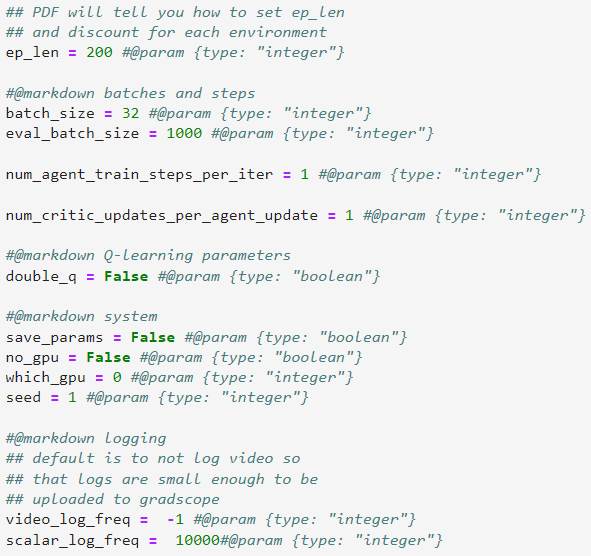 ## PDF will tell you how to set ep_len
## and discount for each environment
ep_len = 200 #@param {type: "integer"}
#@markdown batches and steps
batch_size = 32 #@param {type: "integer"}
eval_batch_size = 1000 #@param {type: "integer"}
num_agent_train_steps_per_iter = 1 #@param {type: "integer"}
num_critic_updates_per_agent_update = 1 #@param {type: "integer"}
#@markdown Q-learning parameters
double_q = False #@param {type: "boolean"}
#@markdown system
save_params = False #@param {type: "boolean"}
no_gpu = False #@param {type: "boolean"}
which_gpu = 0 #@param {type: "integer"}
seed = 1 #@param {type: "integer"}
#@markdown logging
## default is to not log video so
## that logs are small enough to be
## uploaded to gradscope
video_log_freq =  -1 #@param {type: "integer"}
scalar_log_freq =  10000#@param {type: "integer"}